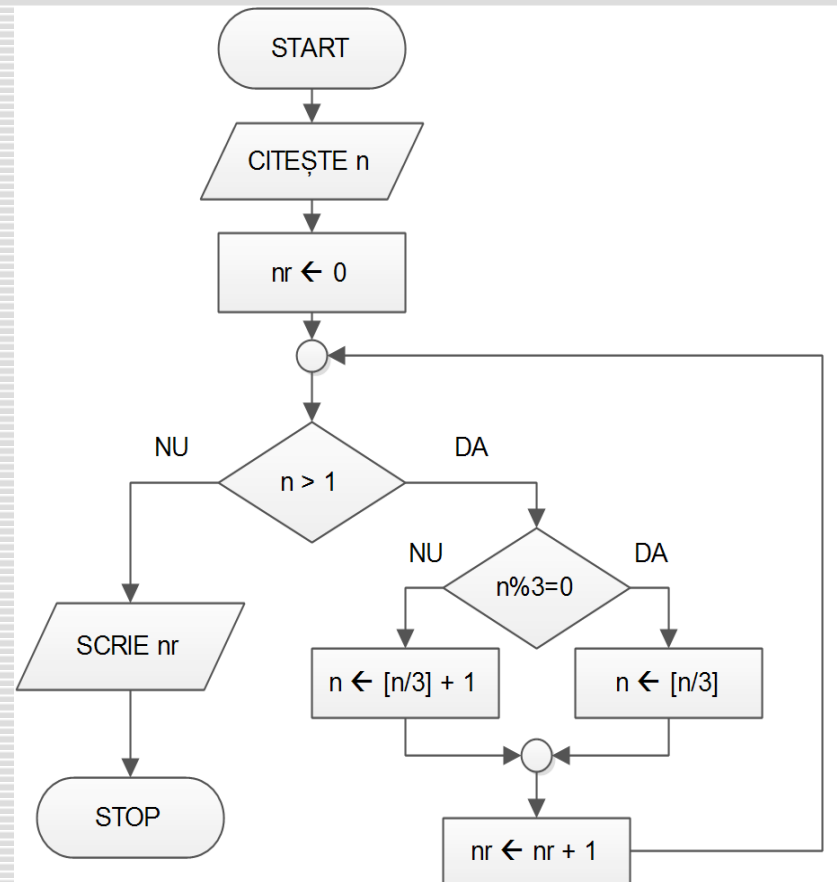 START
CITEȘTE n
nr ← 0
NU
DA
n > 1
NU
DA
n%3=0
SCRIE nr
n ← [n/3] + 1
n ← [n/3]
STOP
nr ← nr + 1